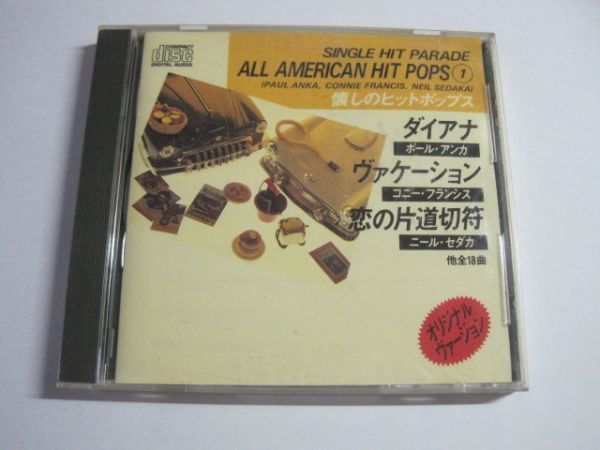 COMPACT
disc
DIGITAL AUDIO
SINGLE HIT PARADE
ALL AMERICAN HIT POPS①
(PAUL ANKA, CONNIE FRANCIS, NEIL SEDAKA)
懐しのヒットポップス
ダイアナ
ポール・アンカ
ヴァケーション
コニー・フランシス
恋の片道切符
ニール・セダカ
他全18曲
オリジナル
ヴァージョン